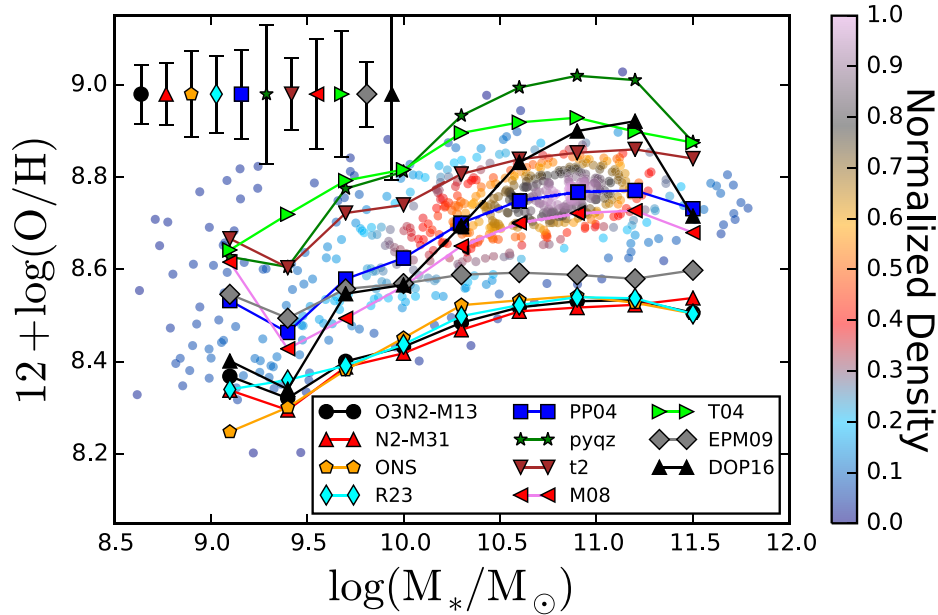 9.0
8.8
8.6
8.4
8.2
12+log(O/H)
8.5 9.0 9.5 10.0 10.5 11.0 11.5 12.0
log(M*/M☉)
O3N2-M13
N2-M31
ONS
R23
PP04
pyqz
t2
M08
T04
EPM09
DOP16
1.0
0.9
0.8
0.7
0.6
0.5
0.4
0.3
0.2
0.1
0.0
Normalized Density